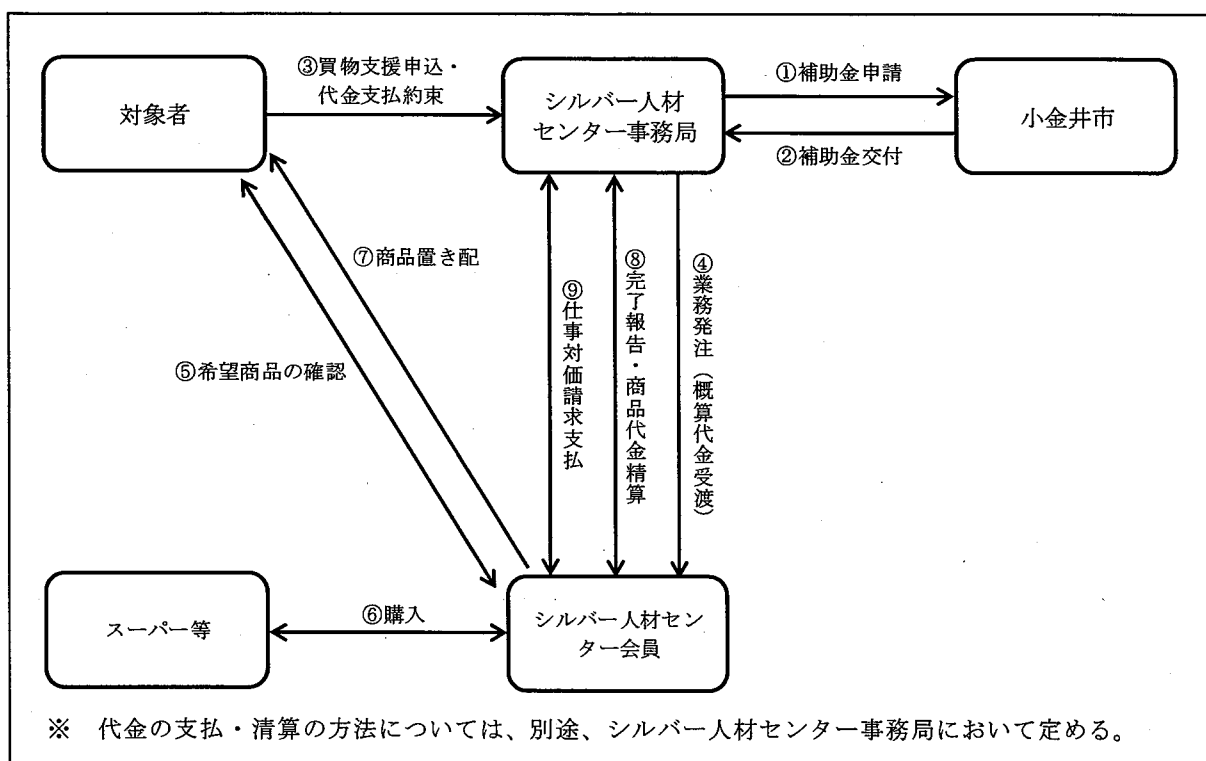 対象者
③買物支援申込・
代金支払約束
シルバー人材
センター事務局
①補助金申請
②補助金交付
小金井市
⑦商品置き配
⑤希望商品の確認
⑨仕事対価請求支払
⑧完了報告・商品代金精算
④業務発注（概算代金受渡）
スーパー等
⑥購入
シルバー人材セン
ター会員
※　代金の支払・清算の方法については、別途、シルバー人材センター事務局において定める。